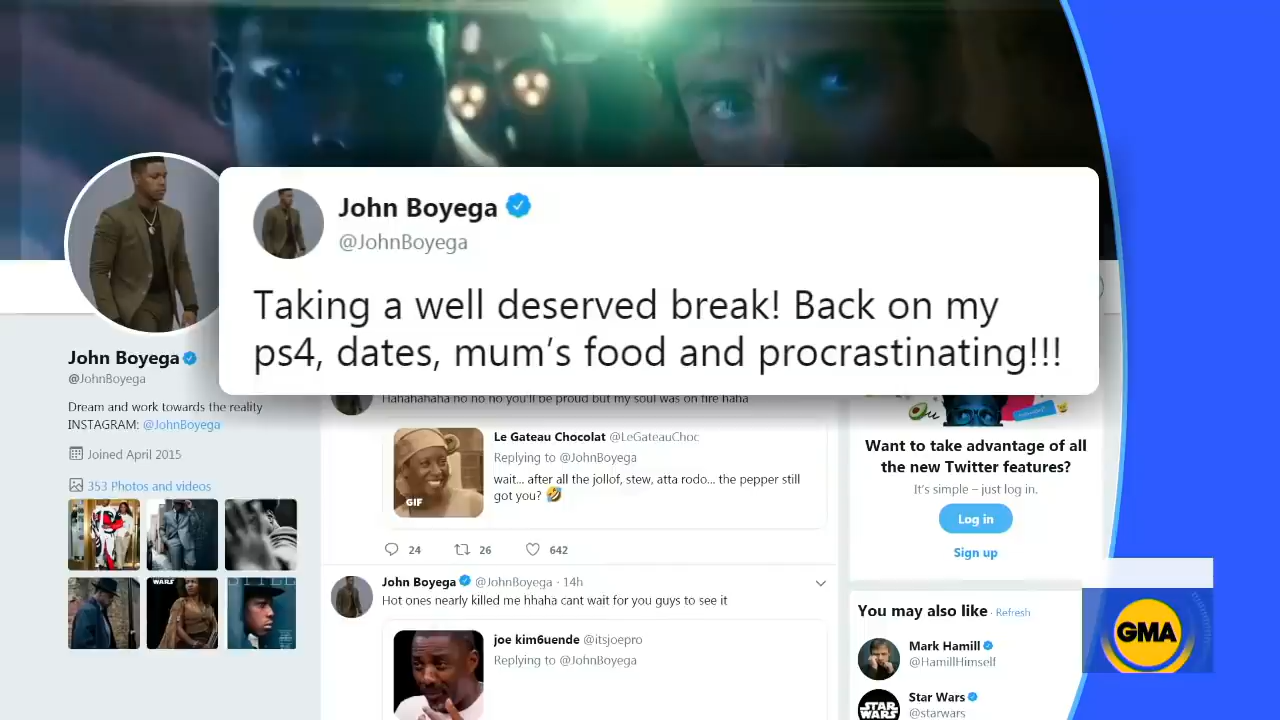 John Boyega
@JohnBoyega
Taking a well deserved break! Back on my
ps4, dates, mum's food and procrastinating!!!
John Boyega
@JohnBoyega
Dream and work towards the reality
INSTAGRAM: @JohnBoyega
Joined April 2015
353 Photos and videos
WARS
STYLE
Hahahahaha no no no you'll be proud but my soul was on fire haha
Le Gateau Chocolat @LeGateauChoc
Replying to @JohnBoyega
wait... after all the jollof, stew, atta rodo... the pepper still
got you? 🤣
GIF
24 26 642
John Boyega @JohnBoyega · 14h
Hot ones nearly killed me hhaha cant wait for you guys to see it
joe kim6uende @itsjoepro
Replying to @JohnBoyega
Want to take advantage of all
the new Twitter features?
It's simple – just log in.
Log in
Sign up
You may also like · Refresh
Mark Hamill
@HamillHimself
Star Wars
@starwars
STAR
WARS
GMA